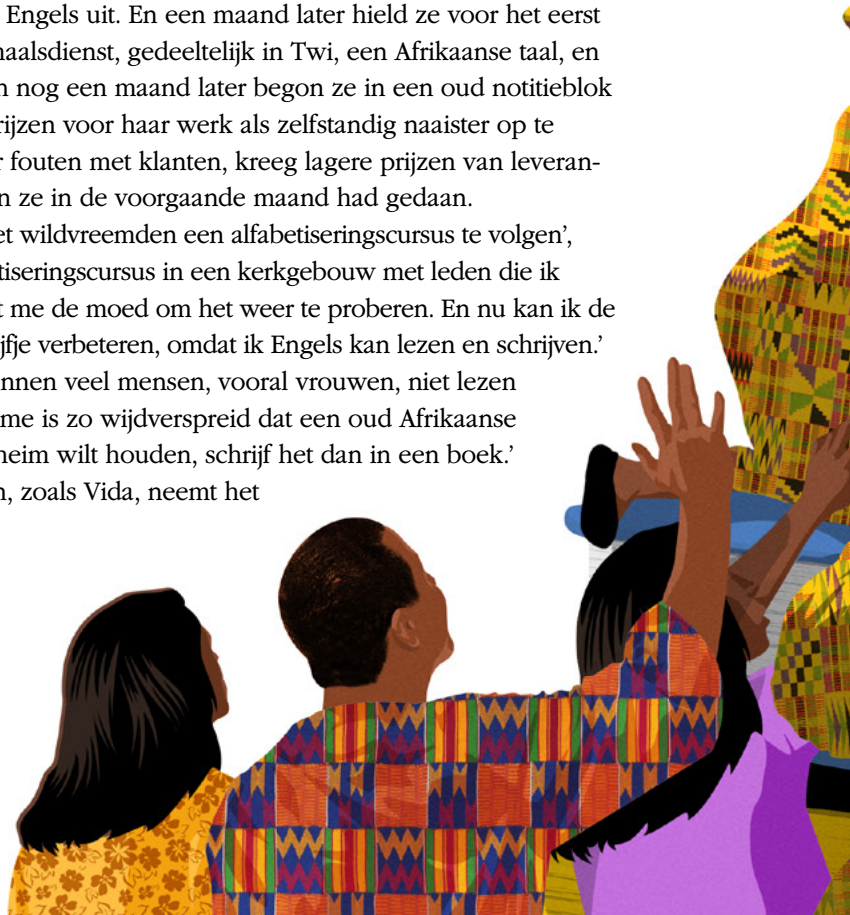 Engels uit. En een maand later hield ze voor het eerst
naalsdienst, gedeeltelijk in Twi, een Afrikaanse taal, en
n nog een maand later begon ze in een oud notitieblok
rijzen voor haar werk als zelfstandig naaister op te
r fouten met klanten, kreeg lagere prijzen van leveran-
n ze in de voorgaande maand had gedaan.
et wildvreemden een alfabetiseringscursus te volgen’,
tiseringscursus in een kerkgebouw met leden die ik
t me de moed om het weer te proberen. En nu kan ik de
ijfje verbeteren, omdat ik Engels kan lezen en schrijven.’
nnen veel mensen, vooral vrouwen, niet lezen
me is zo wijdverspreid dat een oud Afrikaanse
heim wilt houden, schrijf het dan in een boek.’
n, zoals Vida, neemt het